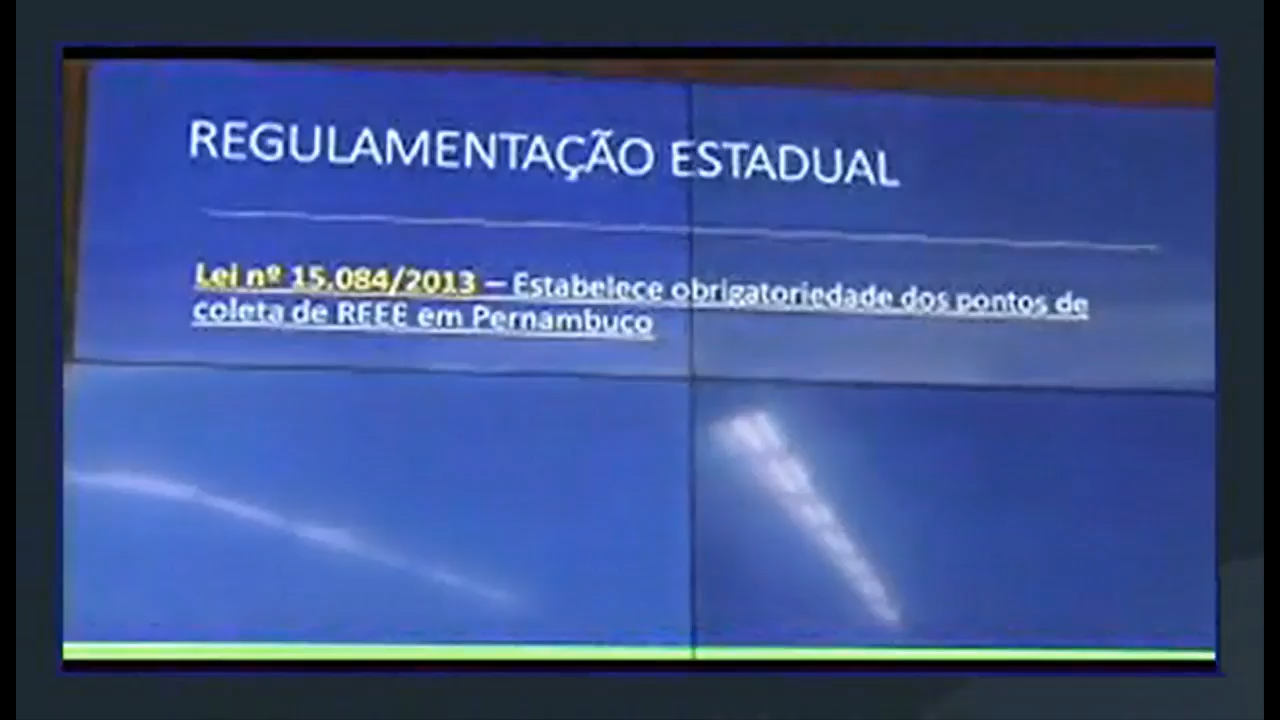 REGULAMENTAÇÃO ESTADUAL
Lei nº 15.084/2013 – Estabelece obrigatoriedade dos pontos de
coleta de REEE em Pernambuco